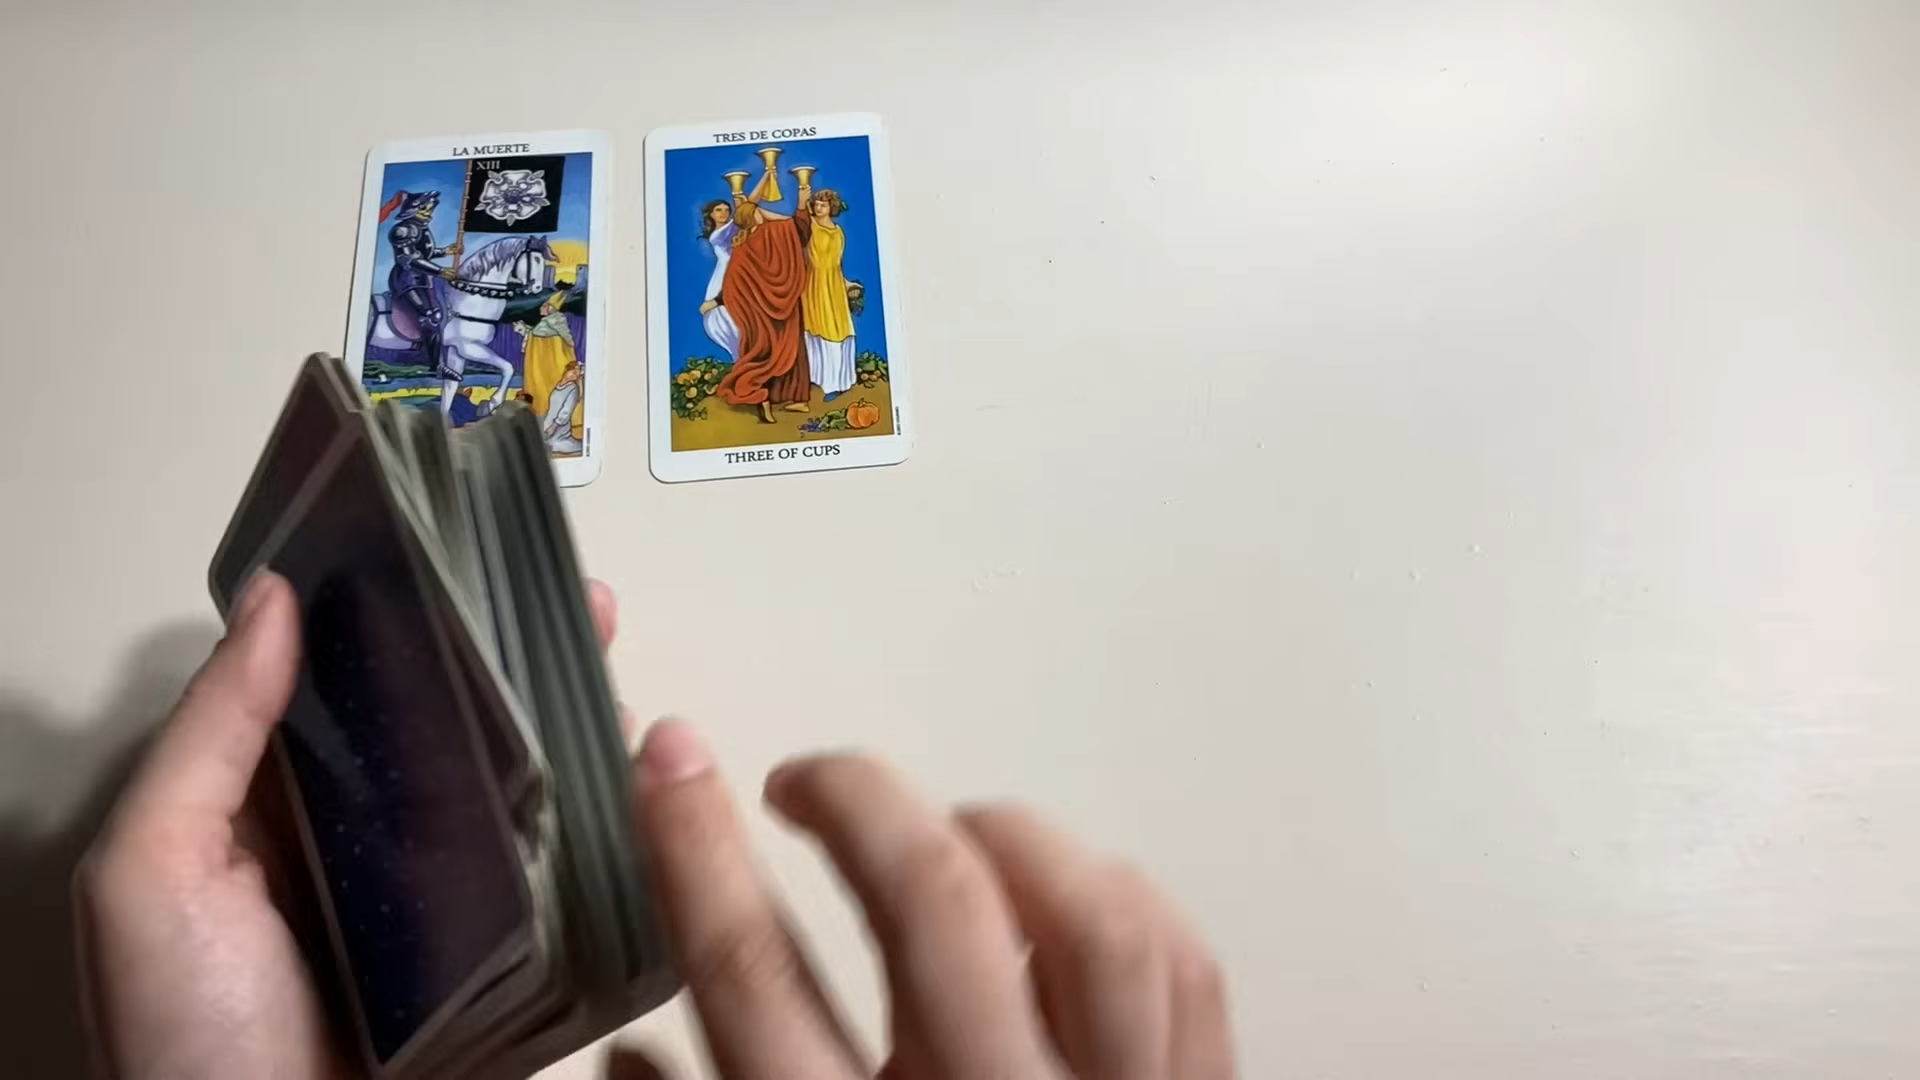 LA MUERTE
XIII
TRES DE COPAS
THREE OF CUPS